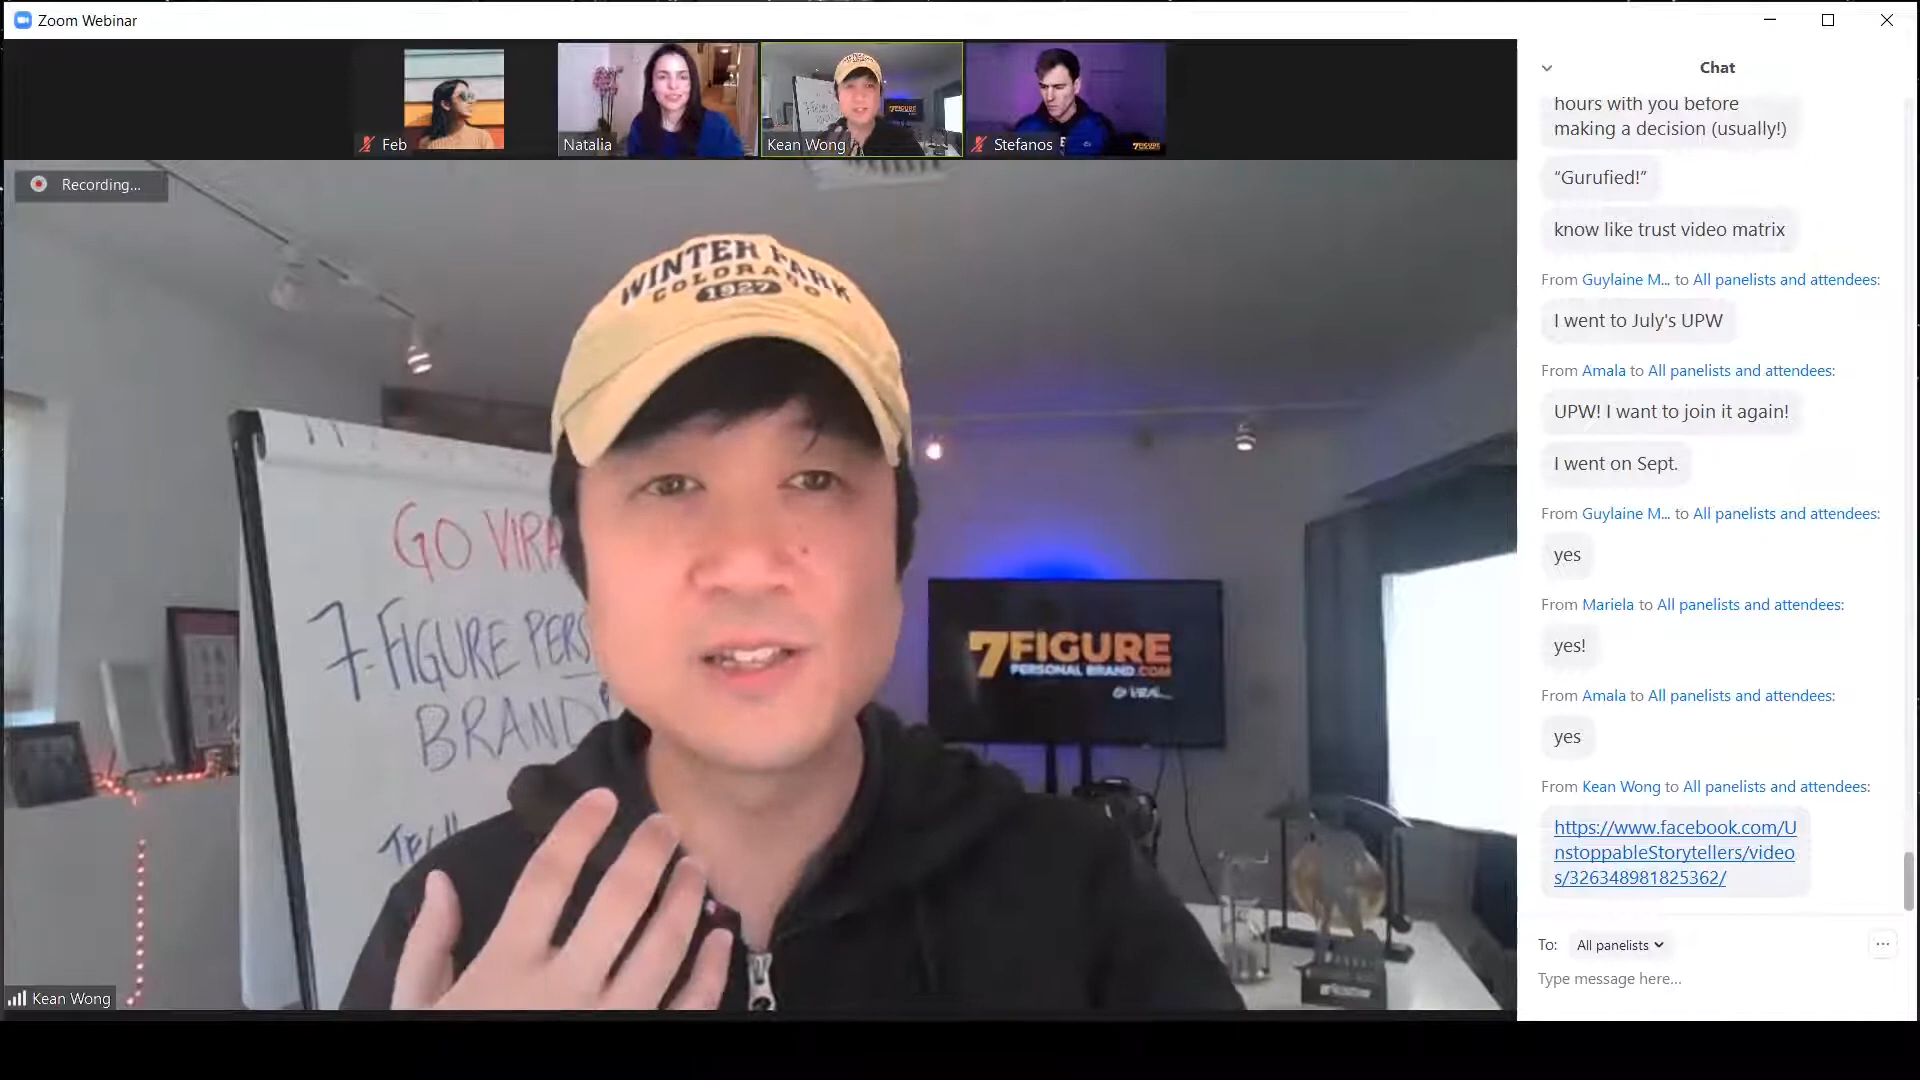 Zoom Webinar
Feb
Natalia
Kean Wong
Stefanos
7FIGURE
Recording...
WINTER PARK
COLORADO
1927
GO VIRA
7-FIGURE PERS
BRAND
7FIGURE
PERSONAL BRAND.COM
GO VIRAL
Kean Wong
Chat
hours with you before
making a decision (usually!)
“Gurufied!”
know like trust video matrix
From Guylaine M... to All panelists and attendees:
I went to July's UPW
From Amala to All panelists and attendees:
UPW! I want to join it again!
I went on Sept.
From Guylaine M... to All panelists and attendees:
yes
From Mariela to All panelists and attendees:
yes!
From Amala to All panelists and attendees:
yes
From Kean Wong to All panelists and attendees:
https://www.facebook.com/U
nstoppableStorytellers/video
s/326348981825362/
To: All panelists
Type message here...